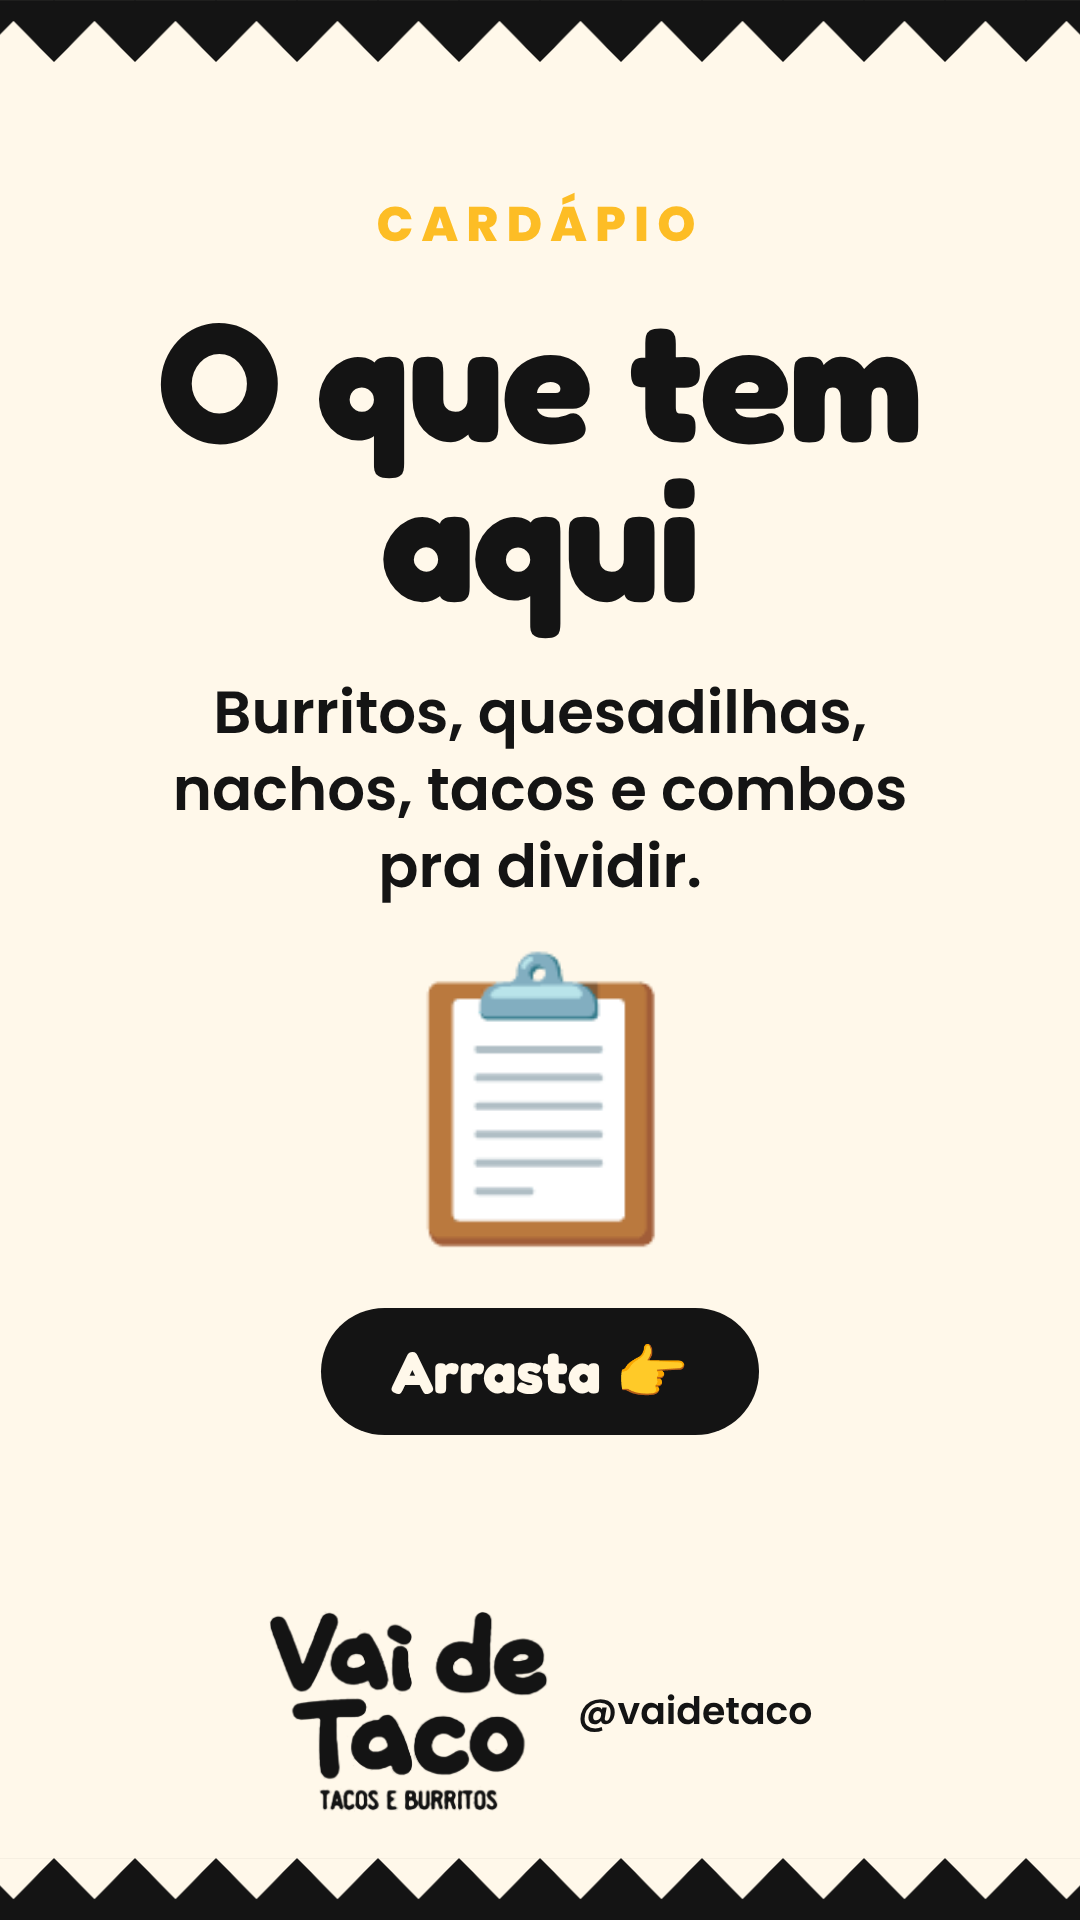 CARDÁPIO
O que tem
aqui
Burritos, quesadilhas,
nachos, tacos e combos
pra dividir.
Arrasta 👉
Vai de
Taco
TACOS E BURRITOS
@vaidetaco